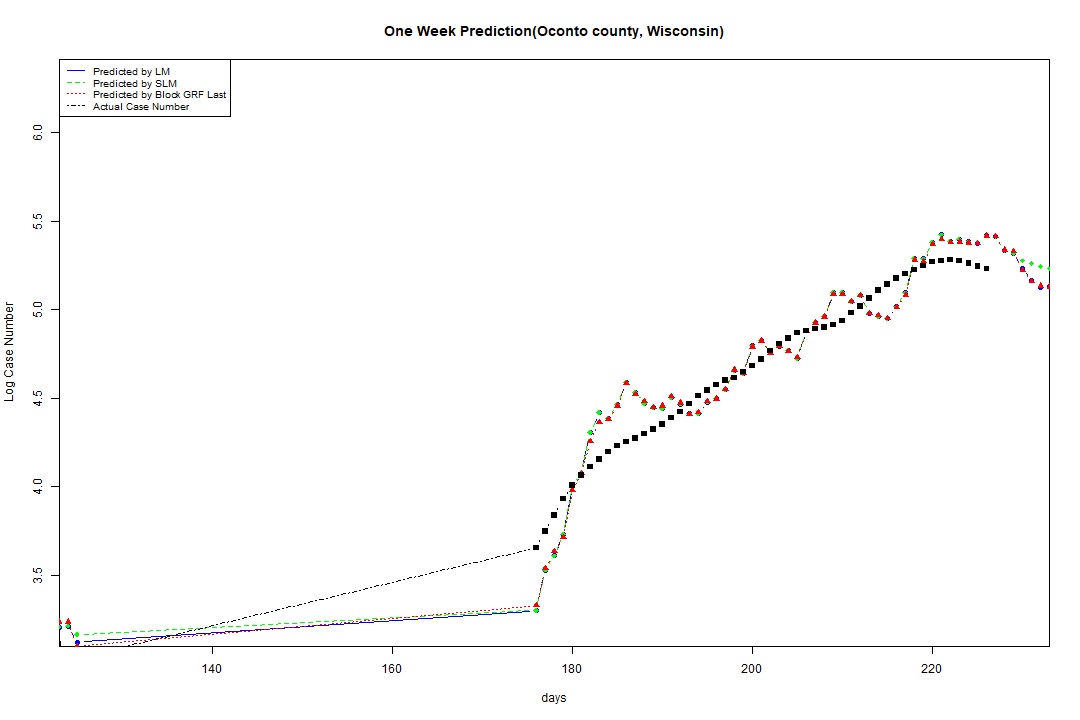 One Week Prediction(Oconto county, Wisconsin)
Predicted by LM
Predicted by SLM
Predicted by Block GRF Last
Actual Case Number
6.0
5.5
5.0
4.5
4.0
3.5
Log Case Number
140 160 180 200 220
days